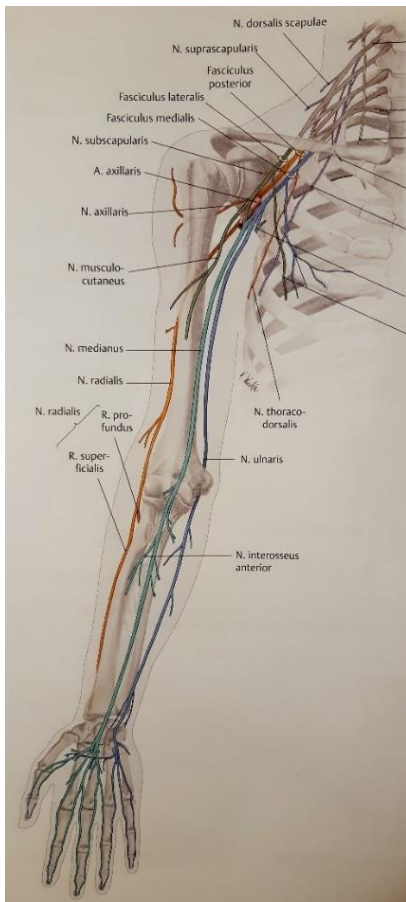 N. dorsalis scapulae
N. suprascapularis
Fasciculus
posterior
Fasciculus lateralis
Fasciculus medialis
N. subscapularis
A. axillaris
N. axillaris
N. musculo-
cutaneus
N. medianus
N. radialis
N. thoraco-
dorsalis
N. radialis
R. pro-
fundus
R. super-
ficialis
N. ulnaris
N. interosseus
anterior